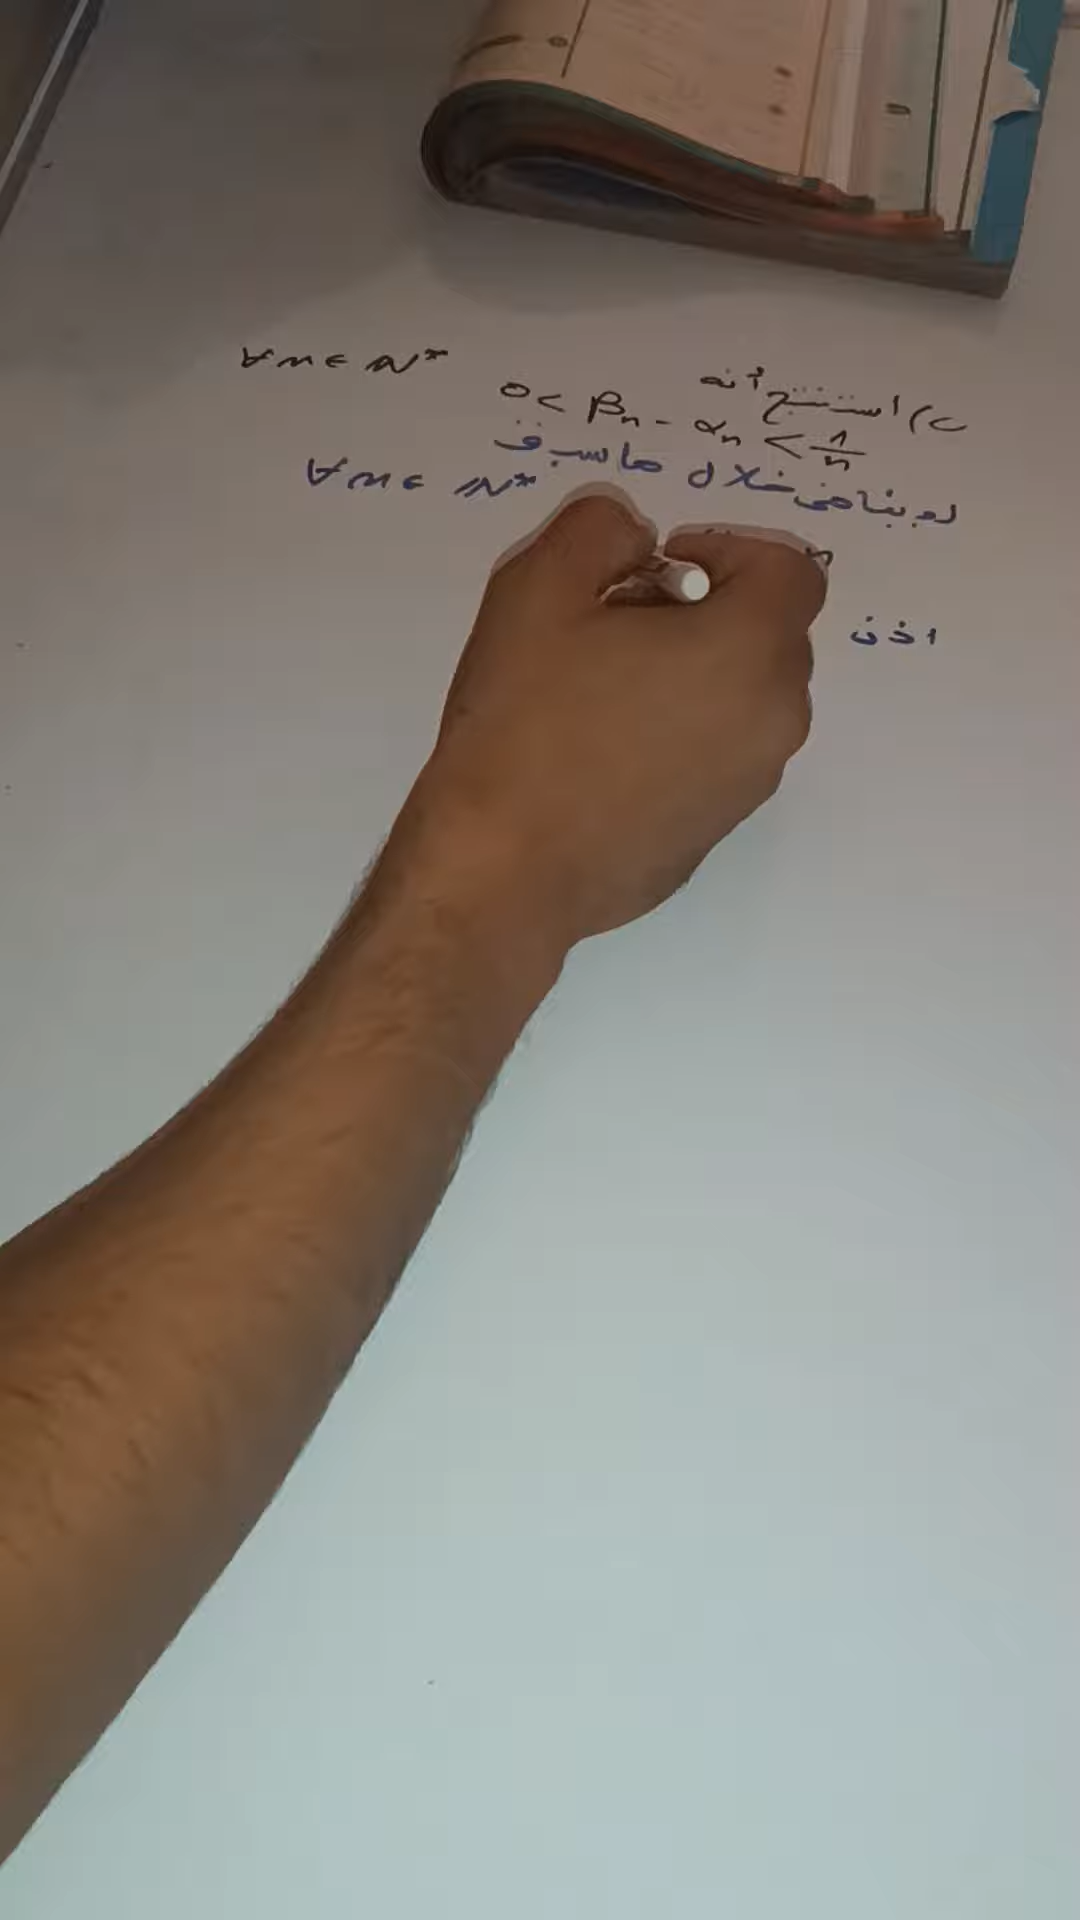 ب) استنتج أنه ∀n∈ℕ*
0 < βₙ - αₙ < 1/n
لدينا من خلال ما سبق ∀n∈ℕ*
n
اذن